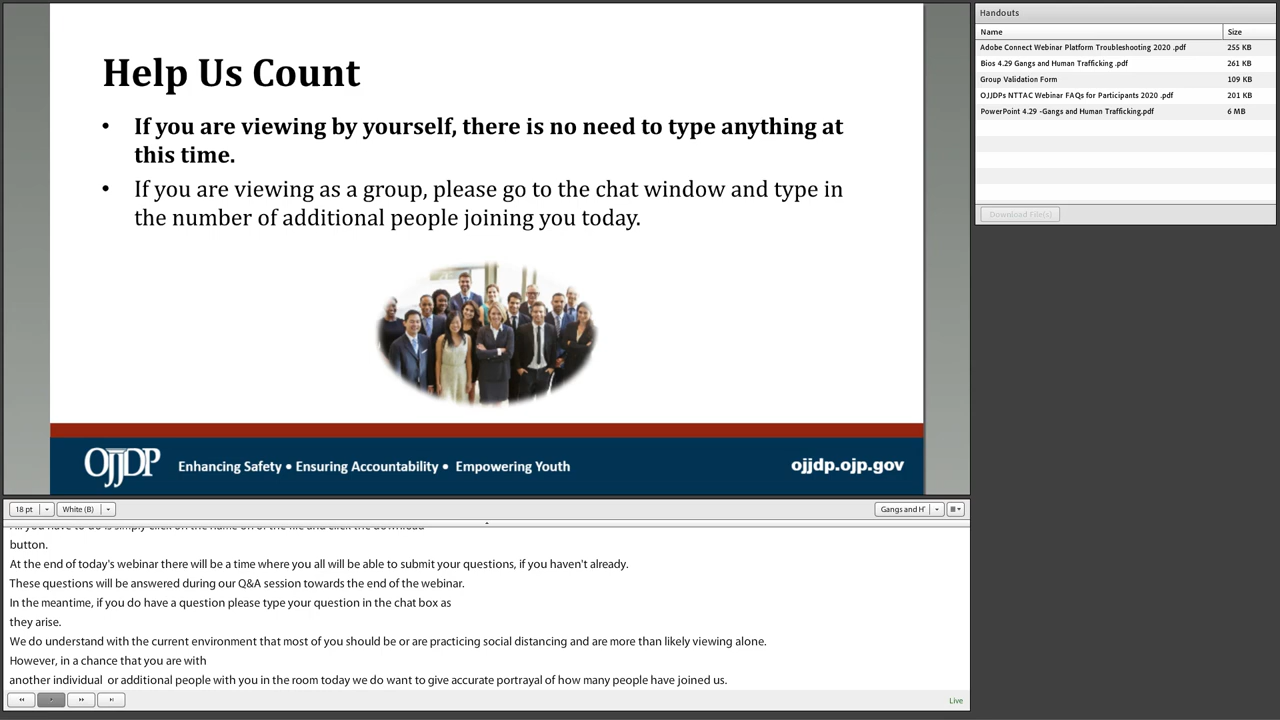 Help Us Count
• If you are viewing by yourself, there is no need to type anything at
this time.
• If you are viewing as a group, please go to the chat window and type in
the number of additional people joining you today.
OJJDP Enhancing Safety • Ensuring Accountability • Empowering Youth ojjdp.ojp.gov
Handouts
Name Size
Adobe Connect Webinar Platform Troubleshooting 2020 .pdf 255 KB
Bios 4.29 Gangs and Human Trafficking .pdf 261 KB
Group Validation Form 109 KB
OJJDPs NTTAC Webinar FAQs for Participants 2020 .pdf 201 KB
PowerPoint 4.29 -Gangs and Human Trafficking.pdf 6 MB
Download File(s)
18 pt White (B) Gangs and H'
button.
At the end of today's webinar there will be a time where you all will be able to submit your questions, if you haven't already.
These questions will be answered during our Q&A session towards the end of the webinar.
In the meantime, if you do have a question please type your question in the chat box as
they arise.
We do understand with the current environment that most of you should be or are practicing social distancing and are more than likely viewing alone.
However, in a chance that you are with
another individual  or additional people with you in the room today we do want to give accurate portrayal of how many people have joined us.
Live